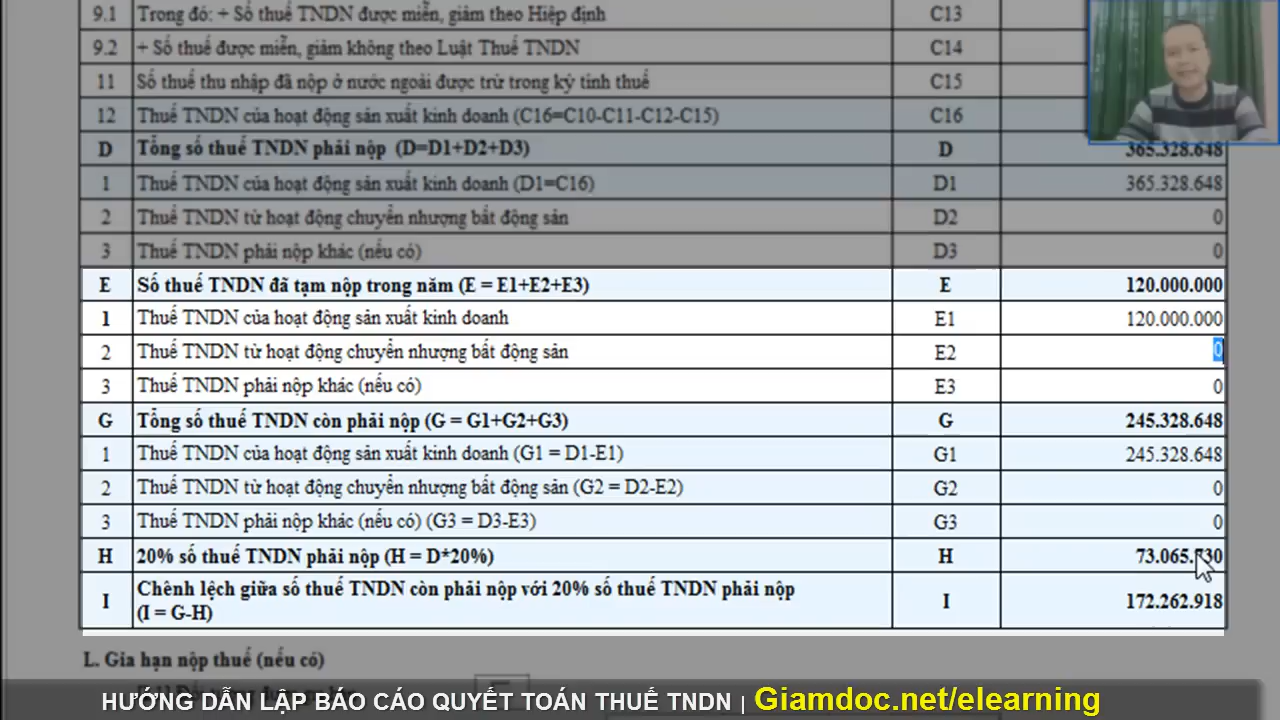 9.1 Trong đó: + Số thuế TNDN được miễn, giảm theo Hiệp định C13
9.2 + Số thuế được miễn, giảm không theo Luật Thuế TNDN C14
11 Số thuế thu nhập đã nộp ở nước ngoài được trừ trong kỳ tính thuế C15
12 Thuế TNDN của hoạt động sản xuất kinh doanh (C16=C10-C11-C12-C15) C16
D Tổng số thuế TNDN phải nộp (D=D1+D2+D3) D 365.328.648
1 Thuế TNDN của hoạt động sản xuất kinh doanh (D1=C16) D1 365.328.648
2 Thuế TNDN từ hoạt động chuyển nhượng bất động sản D2 0
3 Thuế TNDN phải nộp khác (nếu có) D3 0
E Số thuế TNDN đã tạm nộp trong năm (E = E1+E2+E3) E 120.000.000
1 Thuế TNDN của hoạt động sản xuất kinh doanh E1 120.000.000
2 Thuế TNDN từ hoạt động chuyển nhượng bất động sản E2 0
3 Thuế TNDN phải nộp khác (nếu có) E3 0
G Tổng số thuế TNDN còn phải nộp (G = G1+G2+G3) G 245.328.648
1 Thuế TNDN của hoạt động sản xuất kinh doanh (G1 = D1-E1) G1 245.328.648
2 Thuế TNDN từ hoạt động chuyển nhượng bất động sản (G2 = D2-E2) G2 0
3 Thuế TNDN phải nộp khác (nếu có) (G3 = D3-E3) G3 0
H 20% số thuế TNDN phải nộp (H = D*20%) H 73.065.730
I Chênh lệch giữa số thuế TNDN còn phải nộp với 20% số thuế TNDN phải nộp
(I = G-H) I 172.262.918
L. Gia hạn nộp thuế (nếu có)
HƯỚNG DẪN LẬP BÁO CÁO QUYẾT TOÁN THUẾ TNDN | Giamdoc.net/elearning